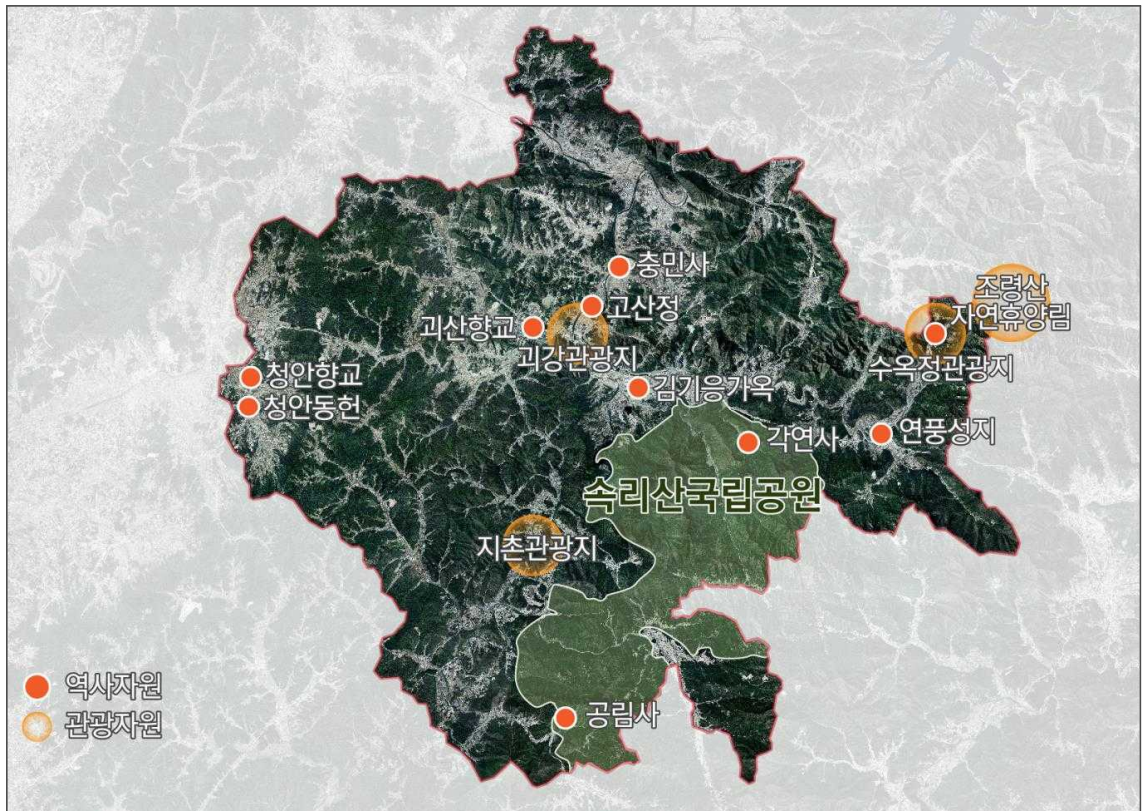 충민사
조령산
자연휴양림
고산정
괴산향교
괴강관광지
수옥정관광지
청안향교
김기응가옥
청안동헌
연풍성지
각연사
속리산국립공원
지촌관광지
역사자원
공림사
관광자원